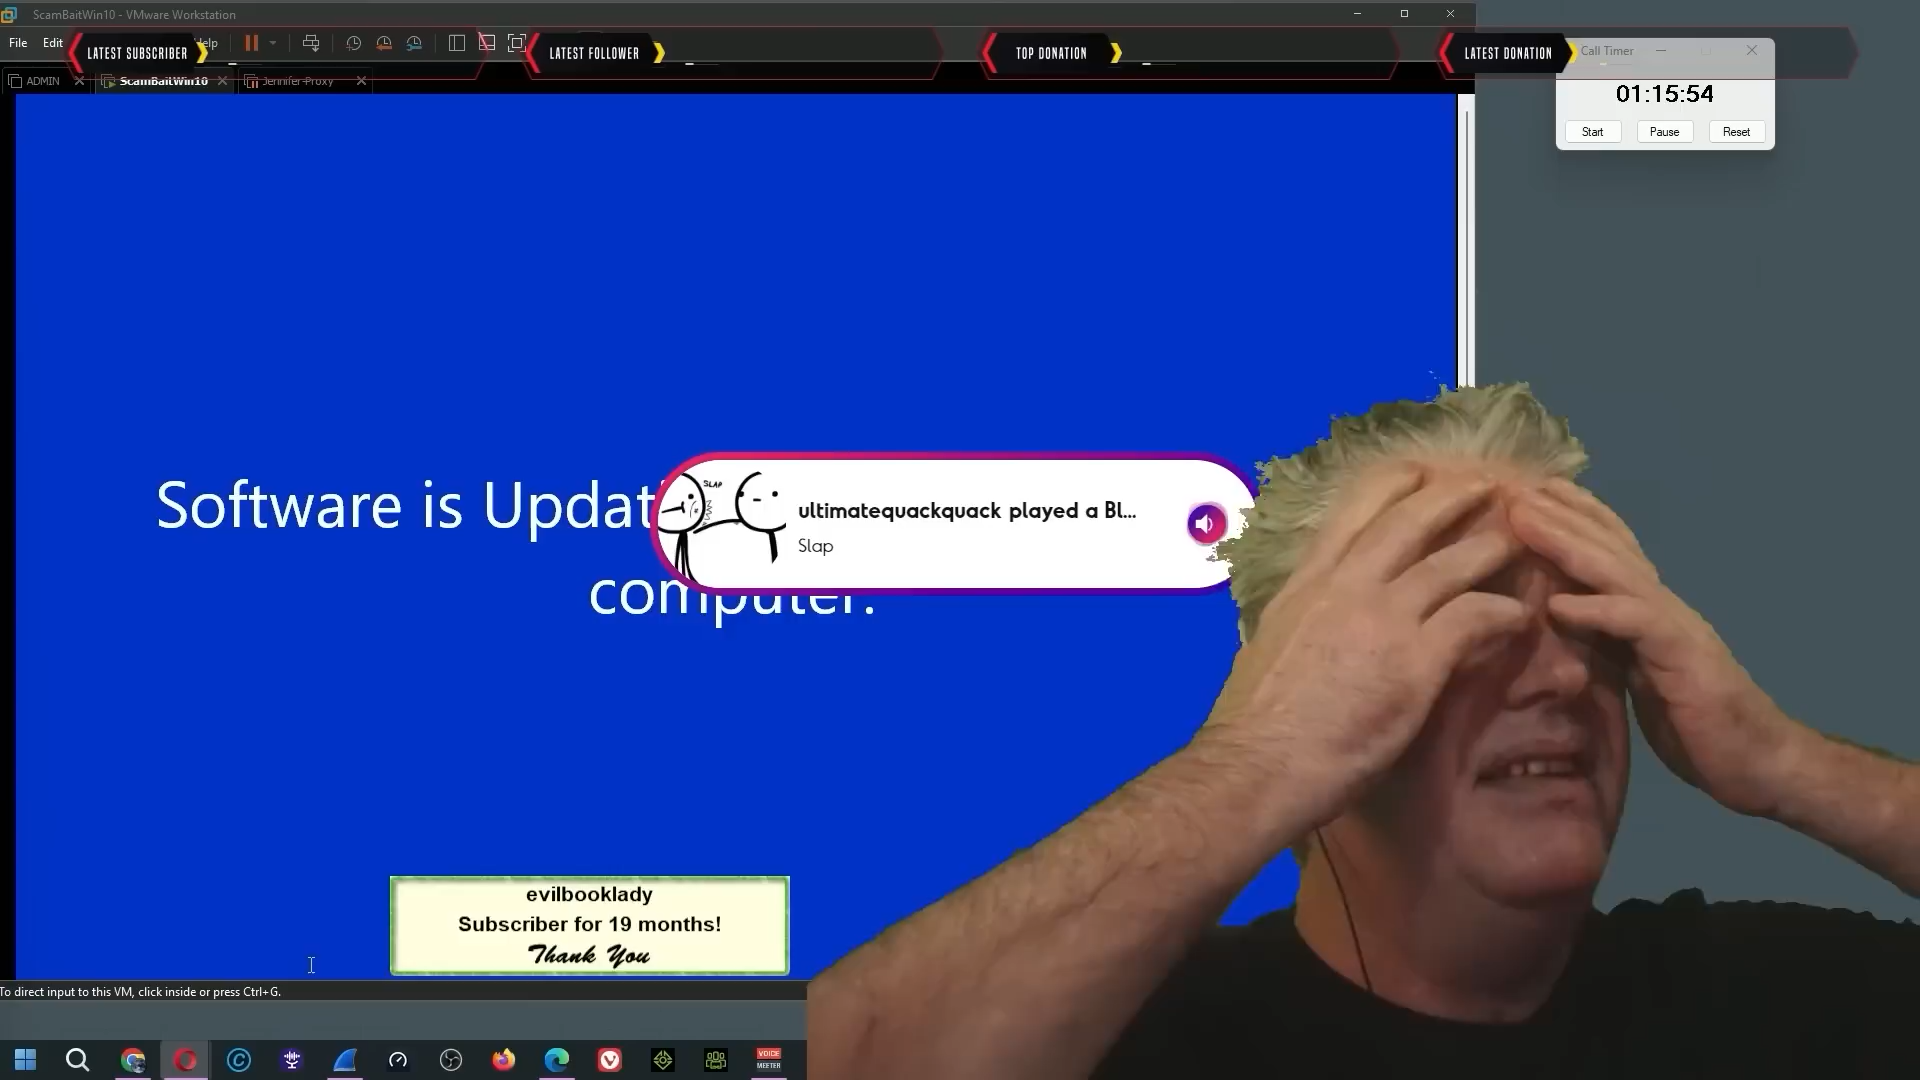 ScamBaitWin10 - VMware Workstation
File Edit Help
LATEST SUBSCRIBER
LATEST FOLLOWER
TOP DONATION
LATEST DONATION
Call Timer
ADMIN
ScamBaitWin10
Jennifer-Proxy
01:15:54
Start
Pause
Reset
Software is Updat
computer.
SLAP
ultimatequackquack played a Bl...
Slap
evilbooklady
Subscriber for 19 months!
Thank You
To direct input to this VM, click inside or press Ctrl+G.
VOICE
MEETER